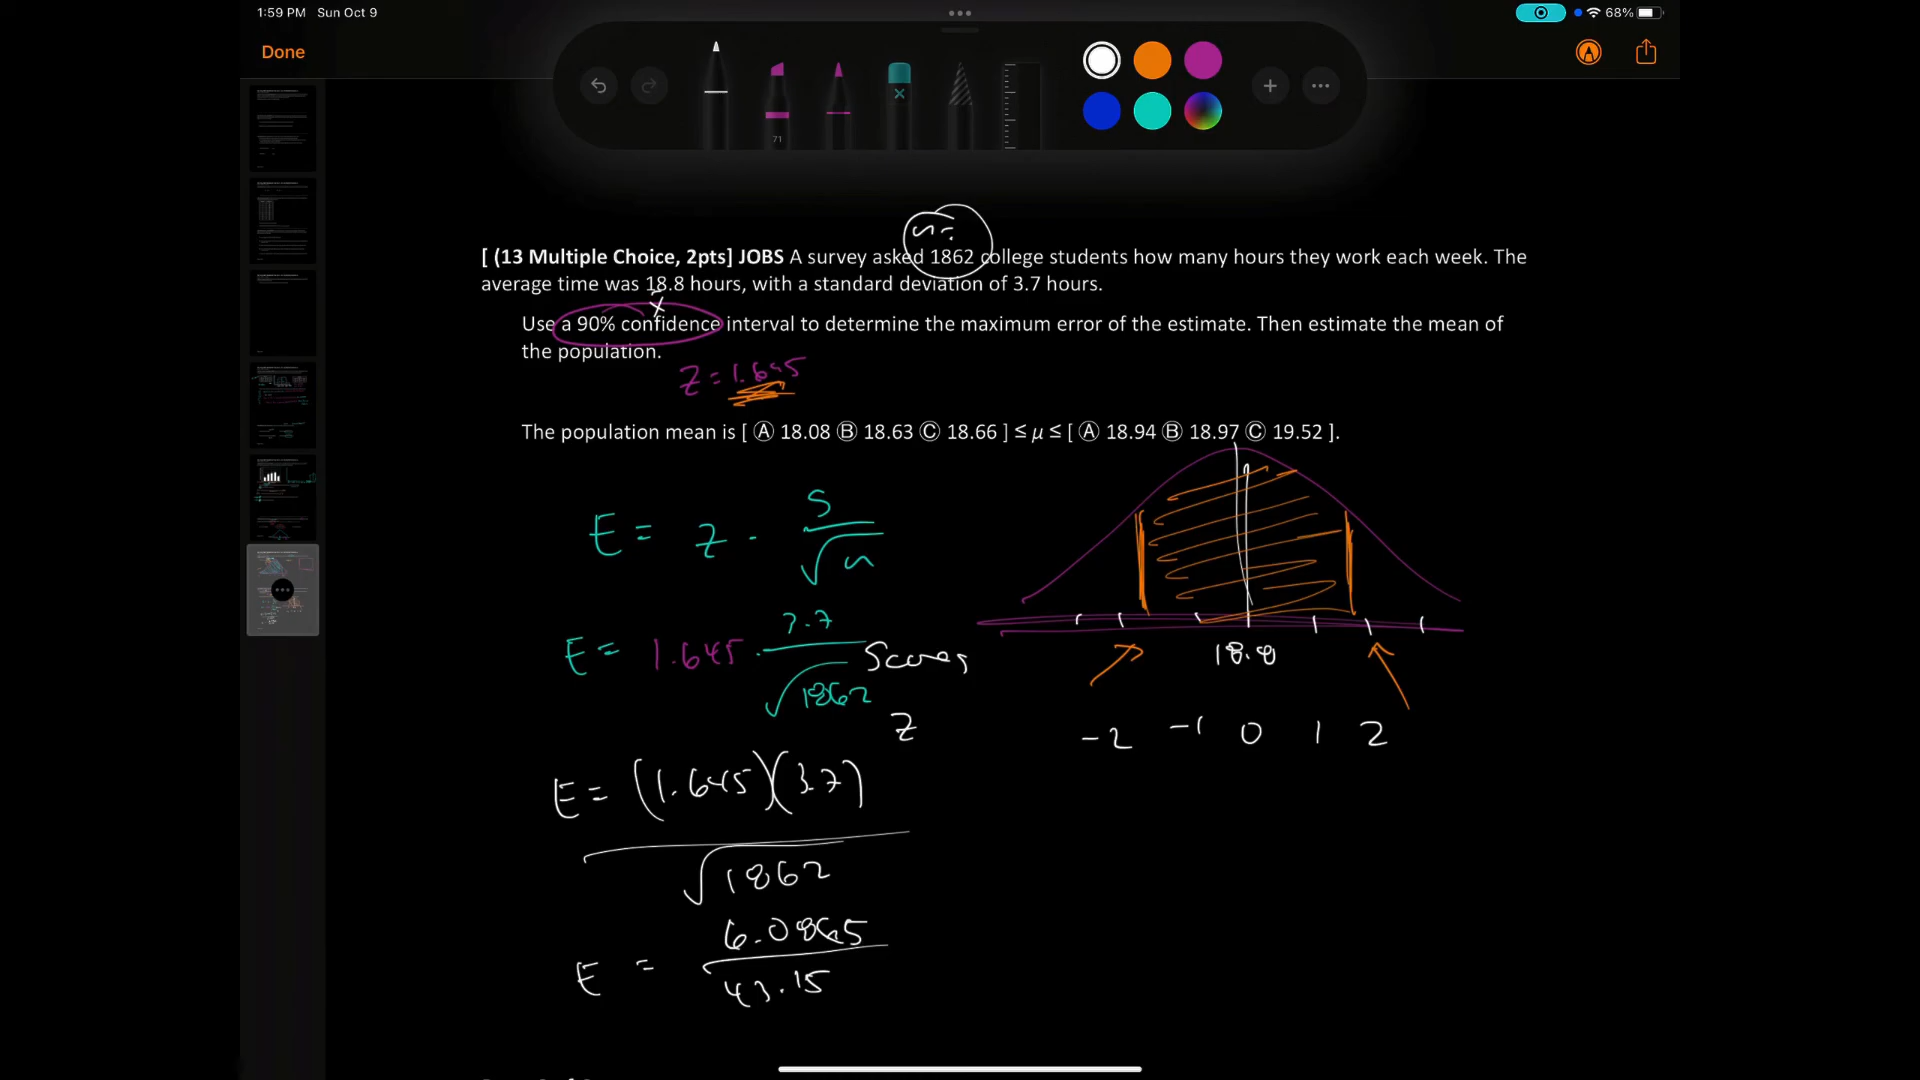 1:59 PM Sun Oct 9
68%
Done
71
n =
[ (13 Multiple Choice, 2pts] JOBS A survey asked 1862 college students how many hours they work each week. The
average time was 18.8 hours, with a standard deviation of 3.7 hours.
x̄
Use a 90% confidence interval to determine the maximum error of the estimate. Then estimate the mean of
the population.
Z = 1.645
The population mean is [ Ⓐ 18.08 Ⓑ 18.63 Ⓒ 18.66 ] ≤ μ ≤ [ Ⓐ 18.94 Ⓑ 18.97 Ⓒ 19.52 ].
E = z · s / √n
E = 1.645 · 3.7 / √1862
Scores
18.8
Z -2 -1 0 1 2
E = (1.645)(3.7)
√1862
E = 6.0865
43.15